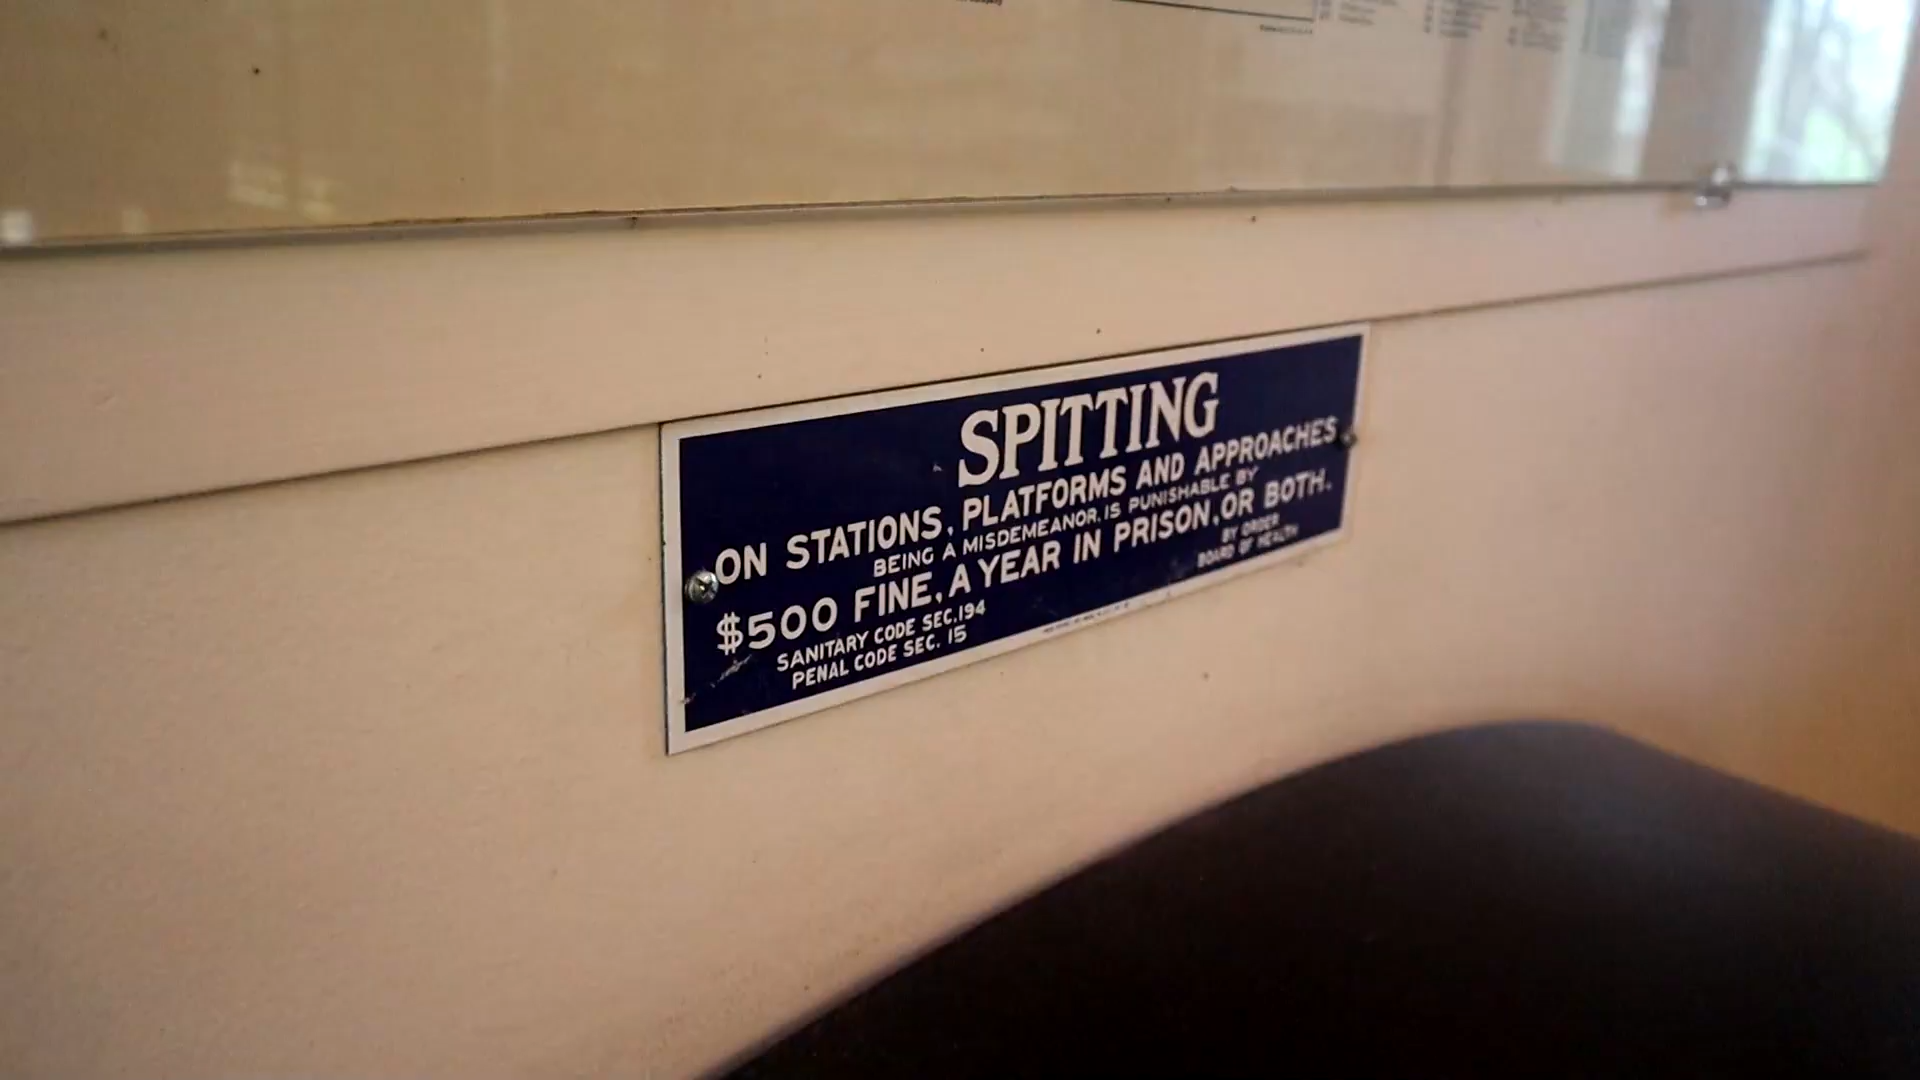 SPITTING
ON STATIONS, PLATFORMS AND APPROACHES
BEING A MISDEMEANOR, IS PUNISHABLE BY
$500 FINE, A YEAR IN PRISON, OR BOTH.
SANITARY CODE SEC. 194
PENAL CODE SEC. 15
BY ORDER
BOARD OF HEALTH